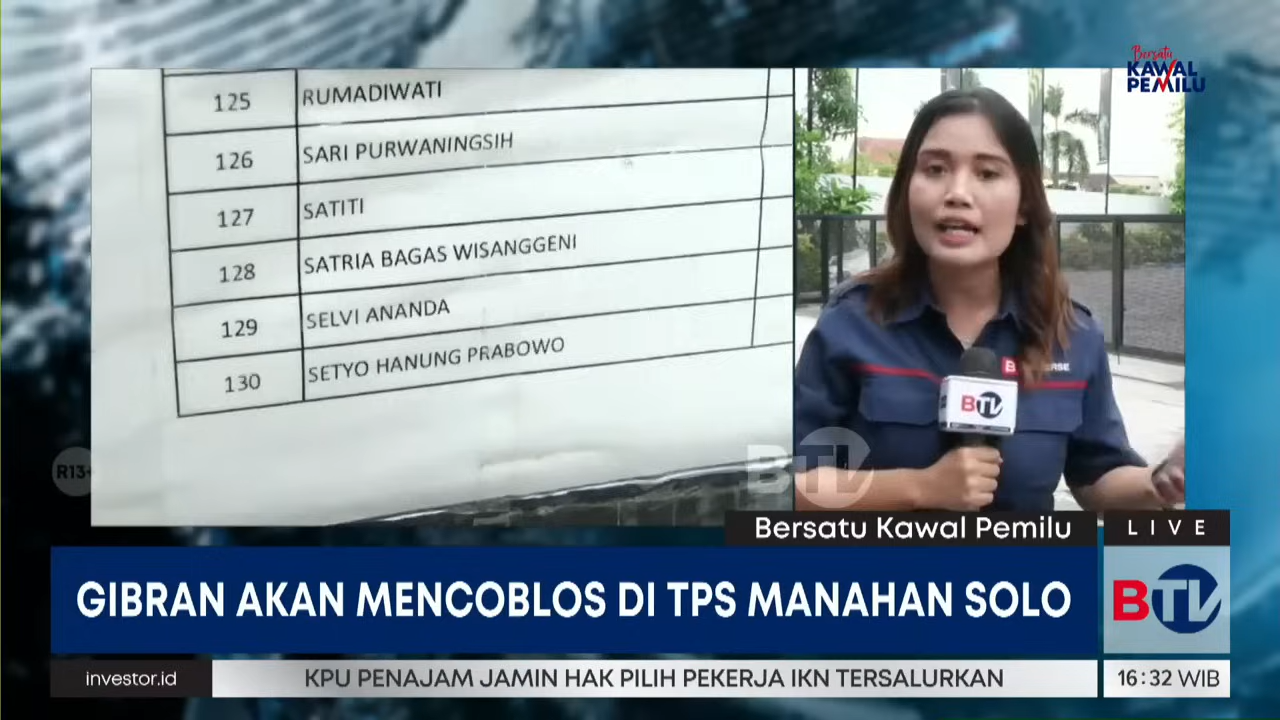 Bersatu
KAWAL
PEMILU
125 RUMADIWATI
126 SARI PURWANINGSIH
127 SATITI
128 SATRIA BAGAS WISANGGENI
129 SELVI ANANDA
130 SETYO HANUNG PRABOWO
BTV
BTV
R13+
Bersatu Kawal Pemilu
LIVE
GIBRAN AKAN MENCOBLOS DI TPS MANAHAN SOLO
BTV
investor.id
KPU PENAJAM JAMIN HAK PILIH PEKERJA IKN TERSALURKAN
16:32 WIB